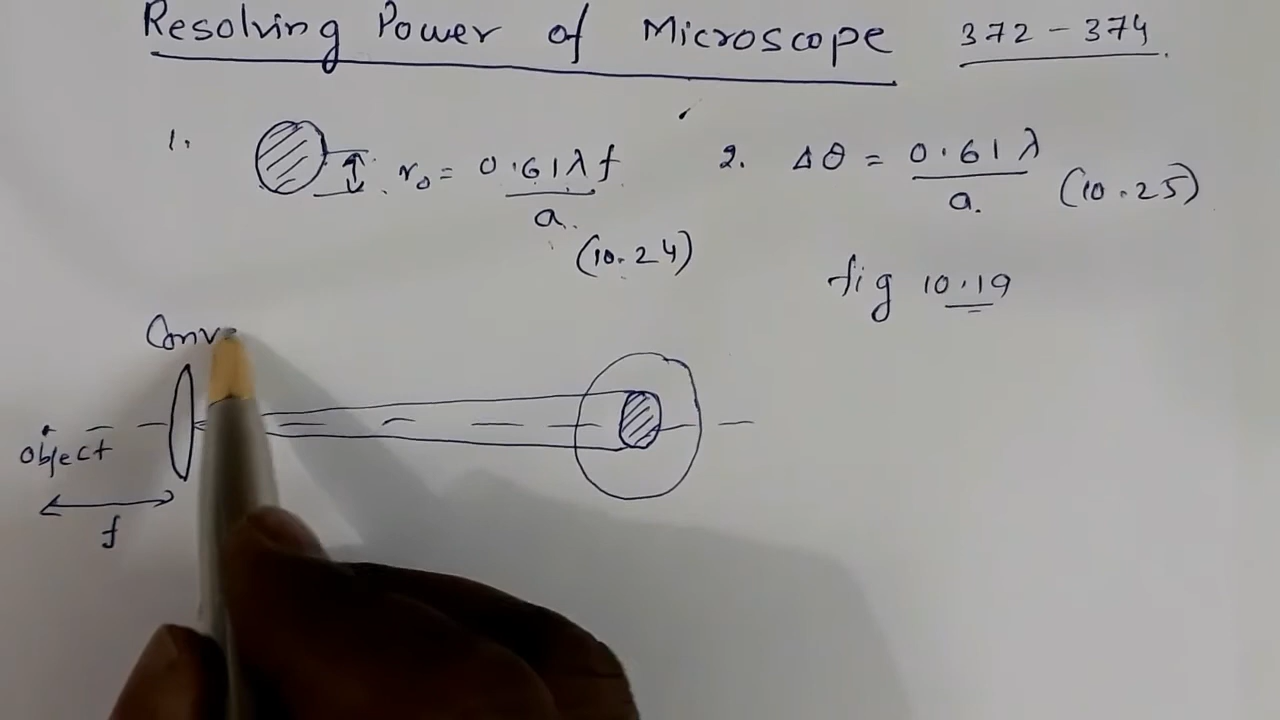 Resolving Power of Microscope 372 - 374
1. r₀ = 0.61λf / a. (10.24)
2. Δθ = 0.61λ / a. (10.25)
fig 10.19
Conve
object
f